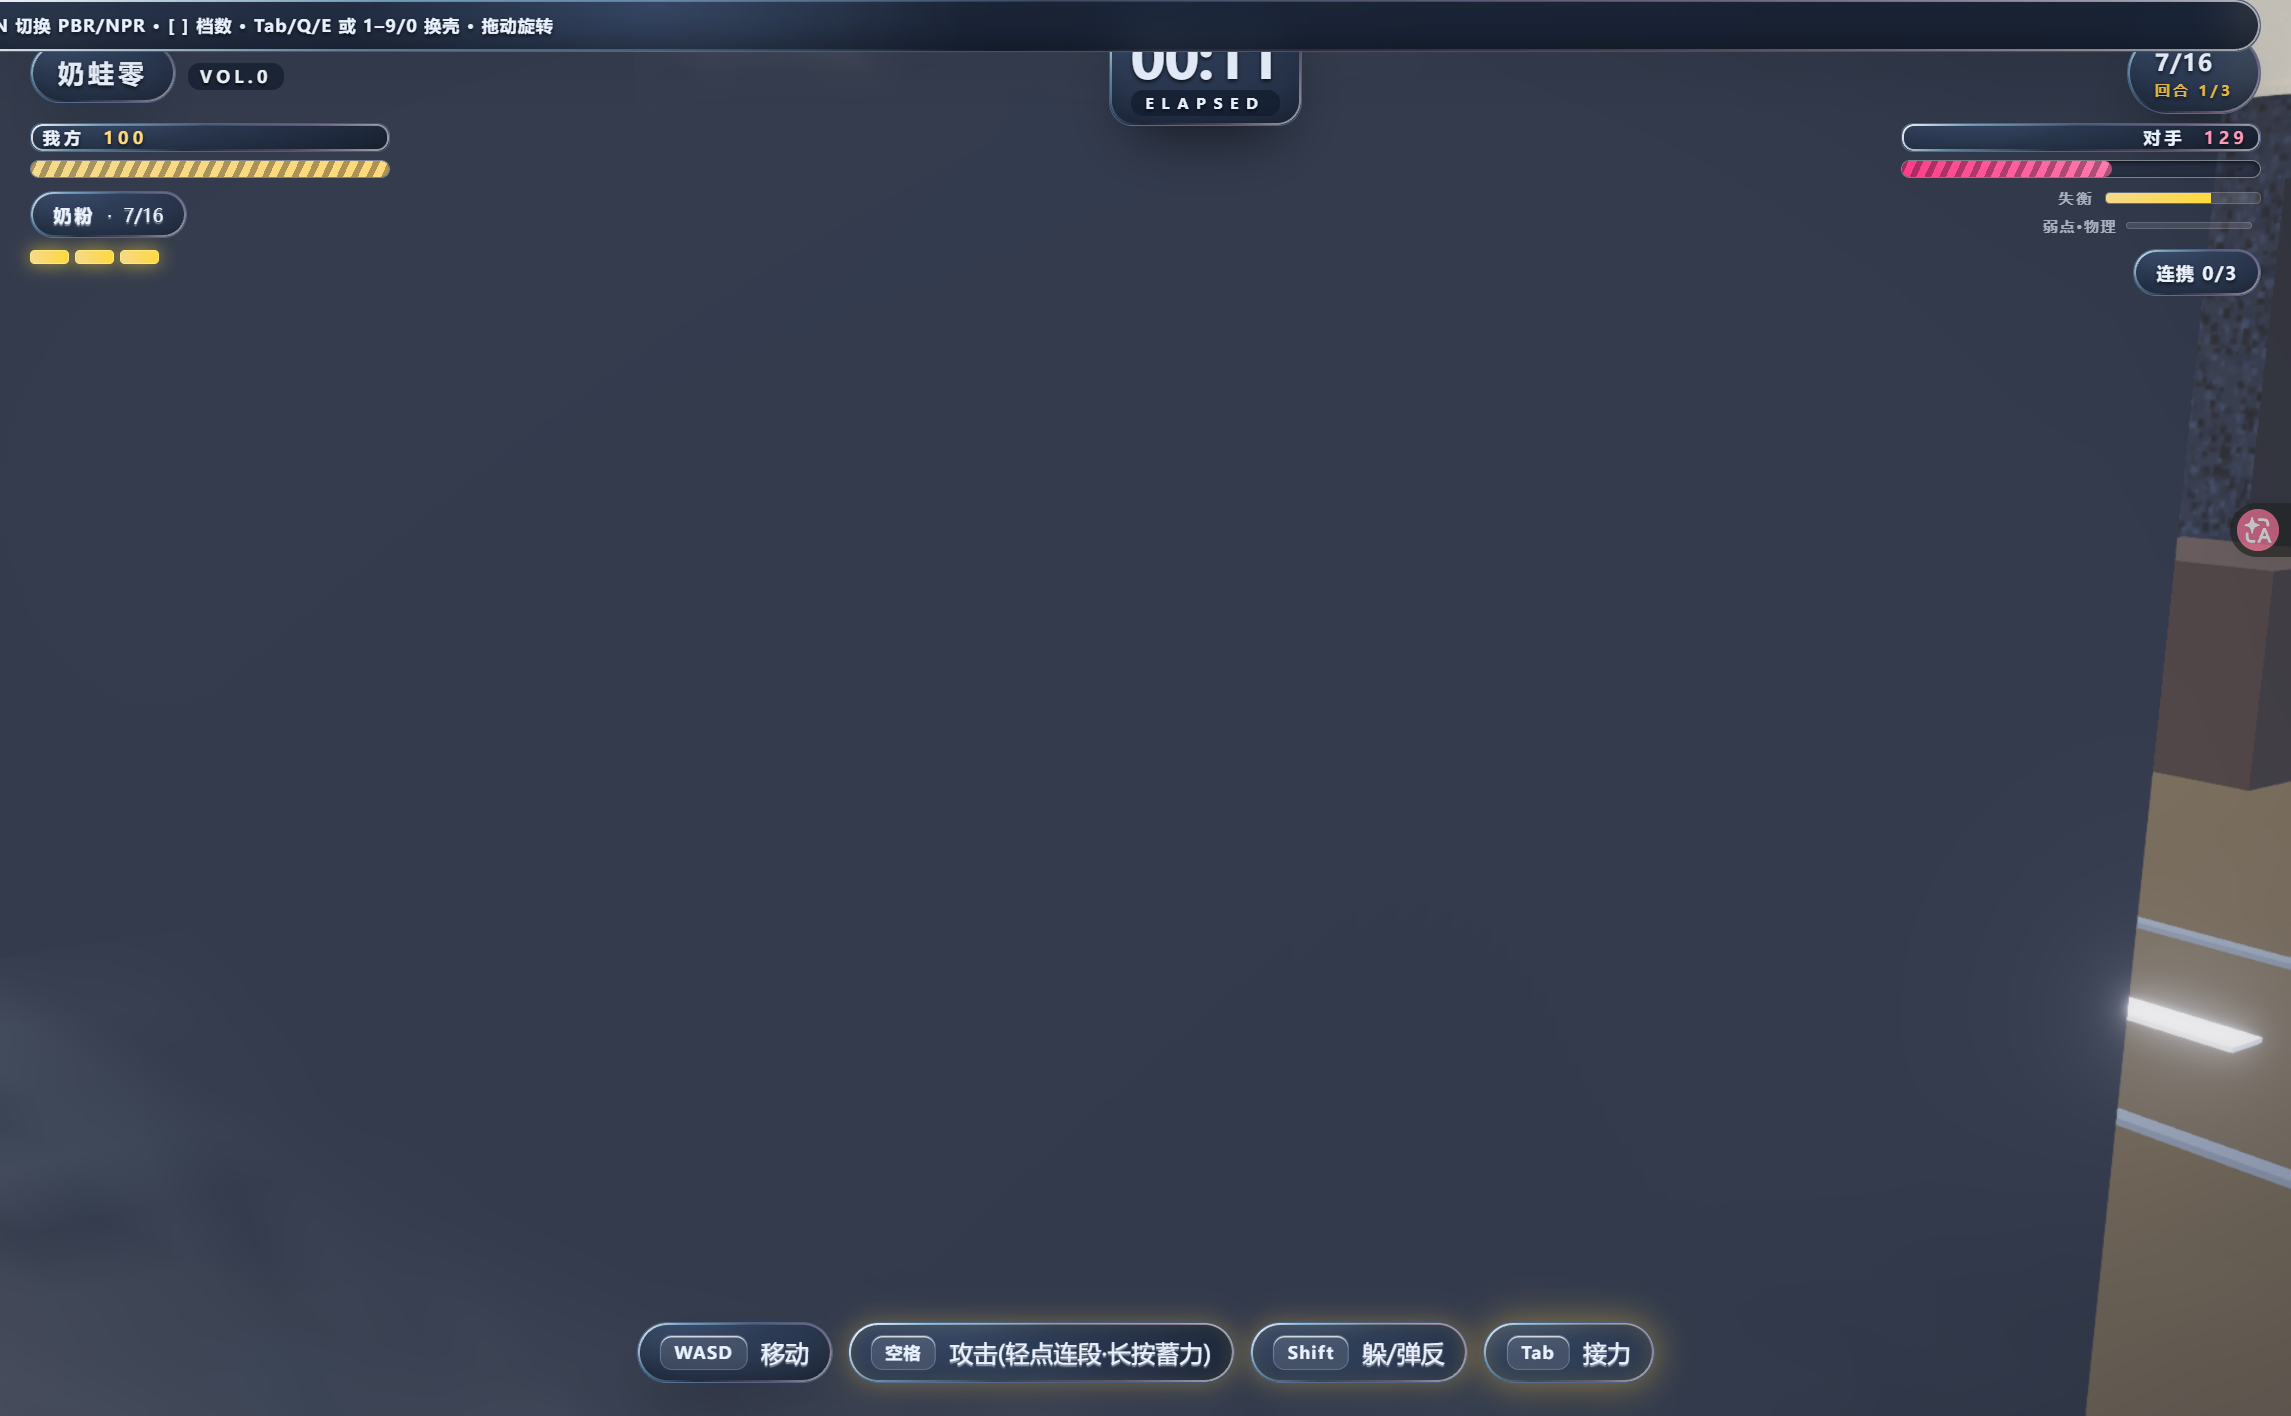 N 切换 PBR/NPR • [ ] 档数 • Tab/Q/E 或 1–9/0 换壳 • 拖动旋转
奶蛙零 VOL.0
00:11
ELAPSED
7/16
回合 1/3
我方 100
对手 129
奶粉 · 7/16
失衡
弱点•物理
连携 0/3
WASD 移动
空格 攻击(轻点连段·长按蓄力)
Shift 躲/弹反
Tab 接力